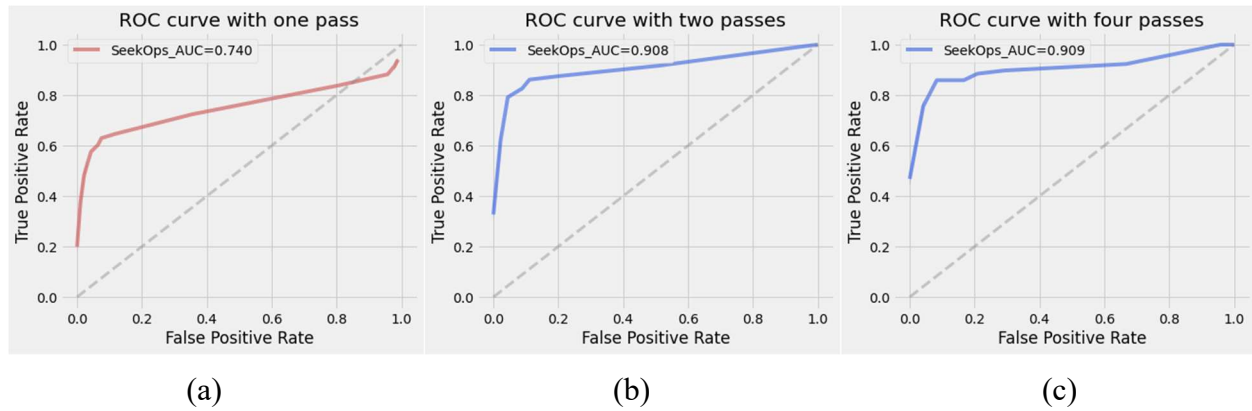 ROC curve with one pass
SeekOps_AUC=0.740
1.0
0.8
0.6
0.4
0.2
0.0
True Positive Rate
0.0 0.2 0.4 0.6 0.8 1.0
False Positive Rate
(a)
ROC curve with two passes
SeekOps_AUC=0.908
1.0
0.8
0.6
0.4
0.2
0.0
True Positive Rate
0.0 0.2 0.4 0.6 0.8 1.0
False Positive Rate
(b)
ROC curve with four passes
SeekOps_AUC=0.909
1.0
0.8
0.6
0.4
0.2
0.0
True Positive Rate
0.0 0.2 0.4 0.6 0.8 1.0
False Positive Rate
(c)